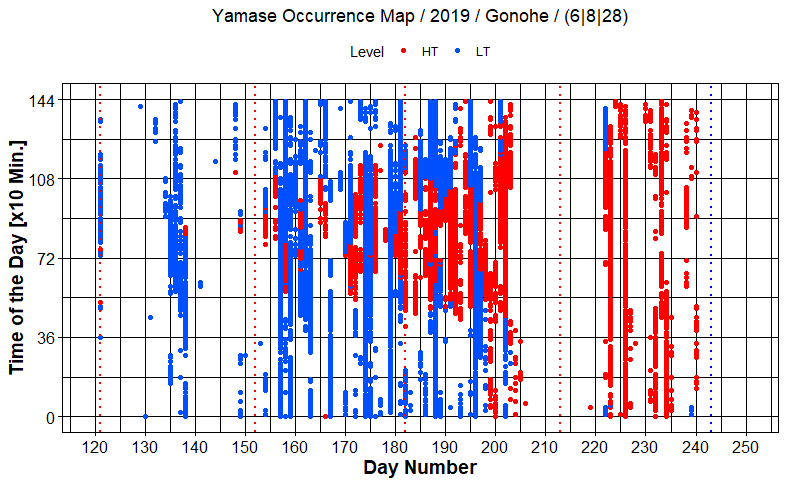 Yamase Occurrence Map / 2019 / Gonohe / (6|8|28)
Level HT LT
Time of the Day [x10 Min.]
144
108
72
36
0
120 130 140 150 160 170 180 190 200 210 220 230 240 250
Day Number